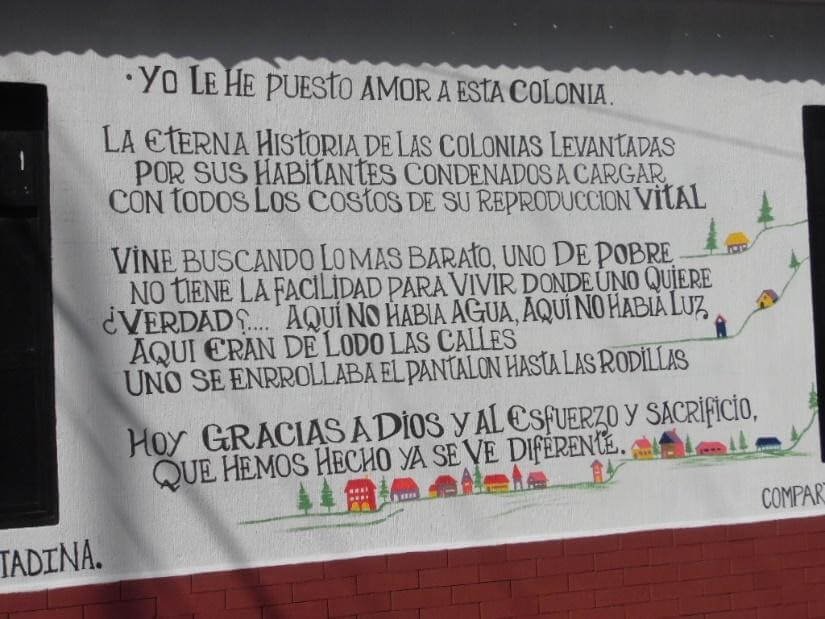 • YO LE HE PUESTO AMOR A ESTA COLONIA.
LA ETERNA HISTORIA DE LAS COLONIAS LEVANTADAS
POR SUS HABITANTES CONDENADOS A CARGAR
CON TODOS LOS COSTOS DE SU REPRODUCCION VITAL
VINE BUSCANDO LO MAS BARATO, UNO DE POBRE
NO TIENE LA FACILIDAD PARA VIVIR DONDE UNO QUIERE
¿VERDAD?.... AQUÍ NO HABIA AGUA, AQUÍ NO HABIA LUZ
AQUI ERAN DE LODO LAS CALLES
UNO SE ENRROLLABA EL PANTALON HASTA LAS RODILLAS
HOY GRACIAS A DIOS Y AL ESFUERZO Y SACRIFICIO,
QUE HEMOS HECHO YA SE VE DIFERENTE.
COMPAR
TADINA.